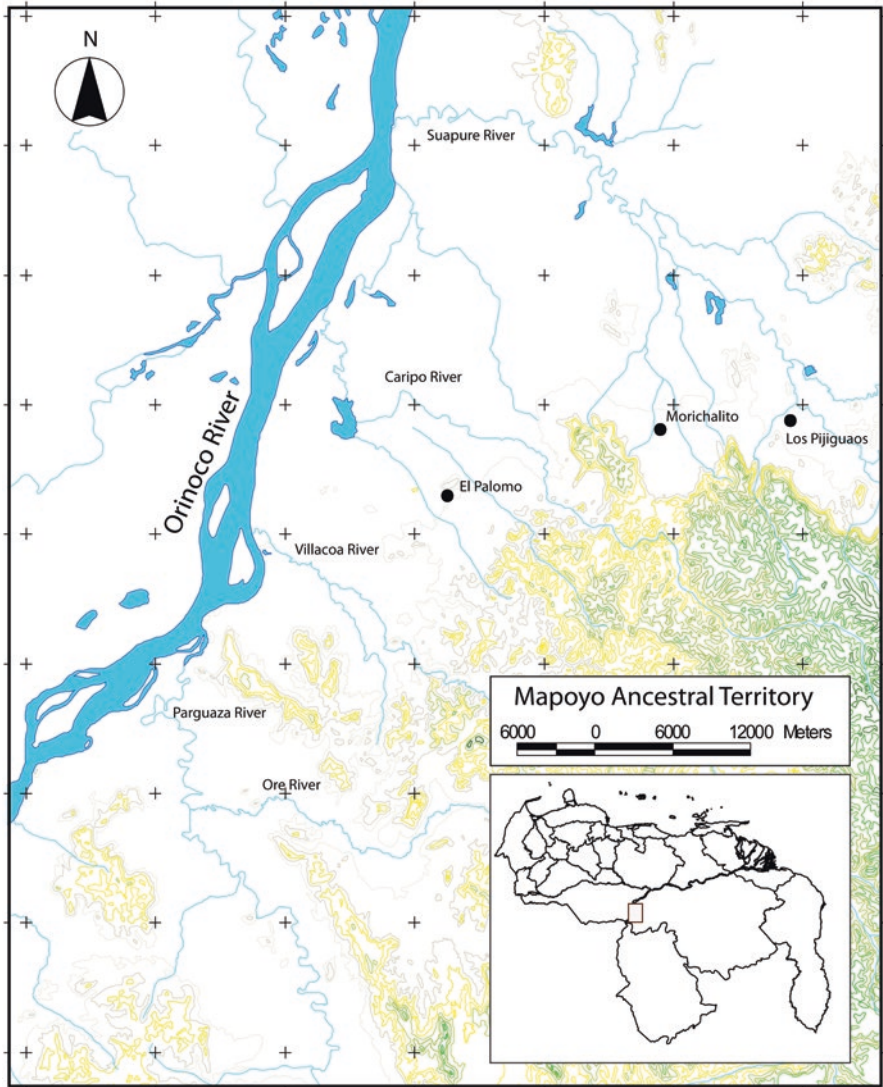 N
Suapure River
Caripo River
Morichalito
Los Pijiguaos
Orinoco River
El Palomo
Villacoa River
Parguaza River
Ore River
Mapoyo Ancestral Territory
6000 0 6000 12000 Meters